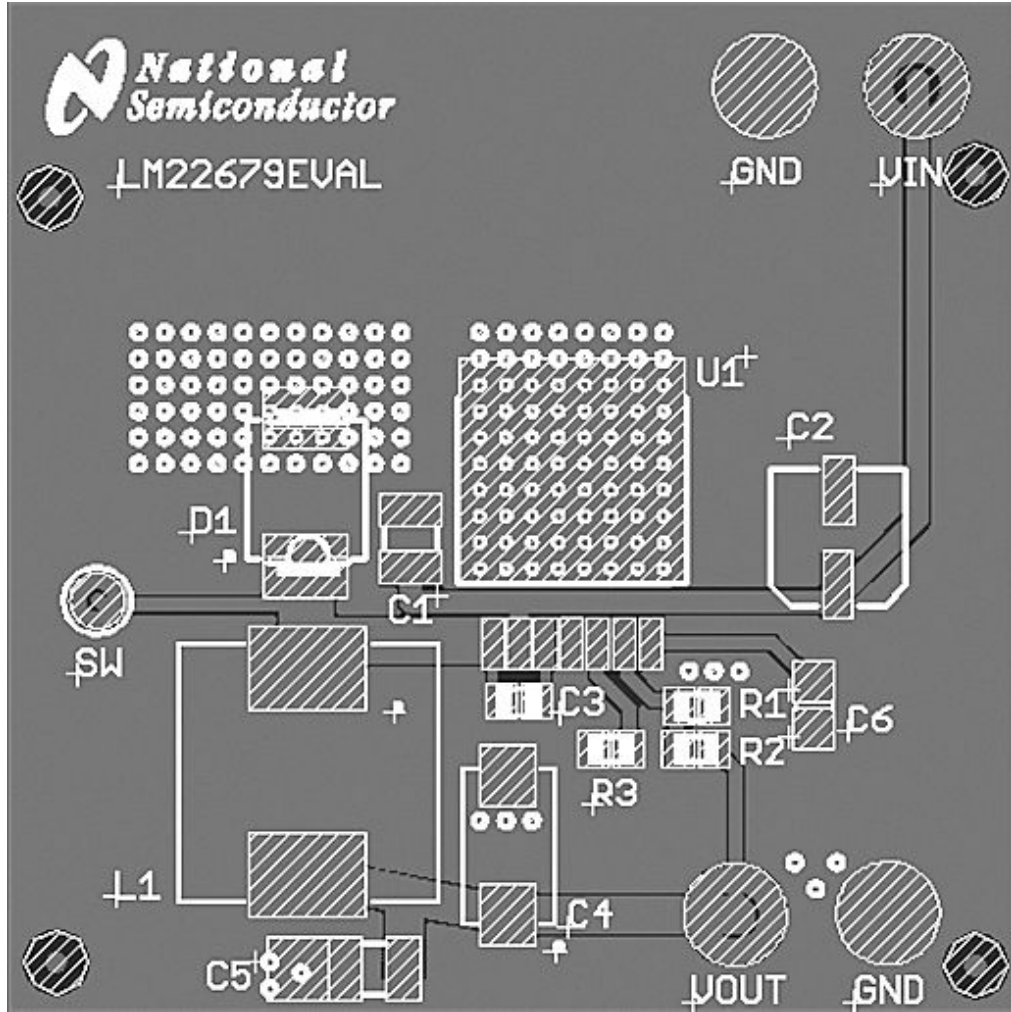 National
Semiconductor
LM22679EVAL
GND
VIN
U1
C2
D1
C1
SW
C3
R1
C6
R2
R3
L1
C4
C5
VOUT
GND